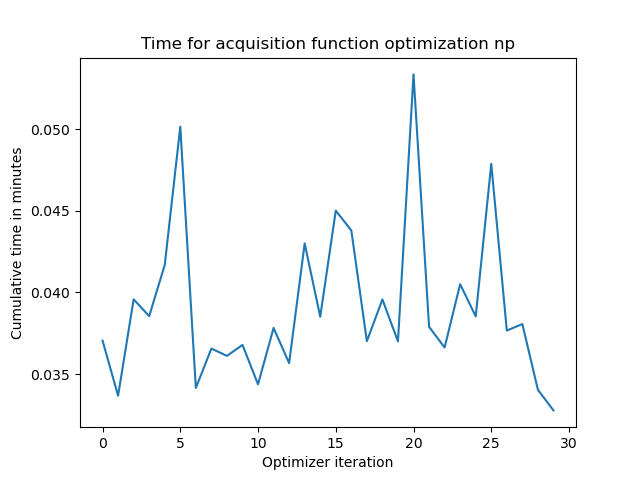 Time for acquisition function optimization np
Cumulative time in minutes
0.050
0.045
0.040
0.035
0 5 10 15 20 25 30
Optimizer iteration